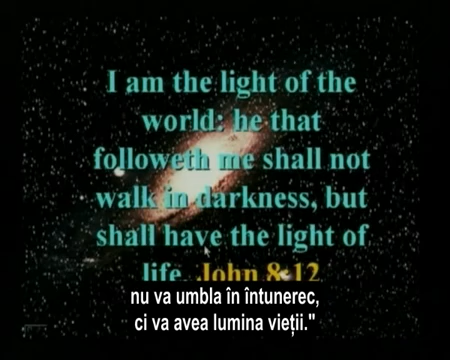 I am the light of the
world: he that
followeth me shall not
walk in darkness, but
shall have the light of
life. John 8:12
nu va umbla în întunerec,
ci va avea lumina vieţii."